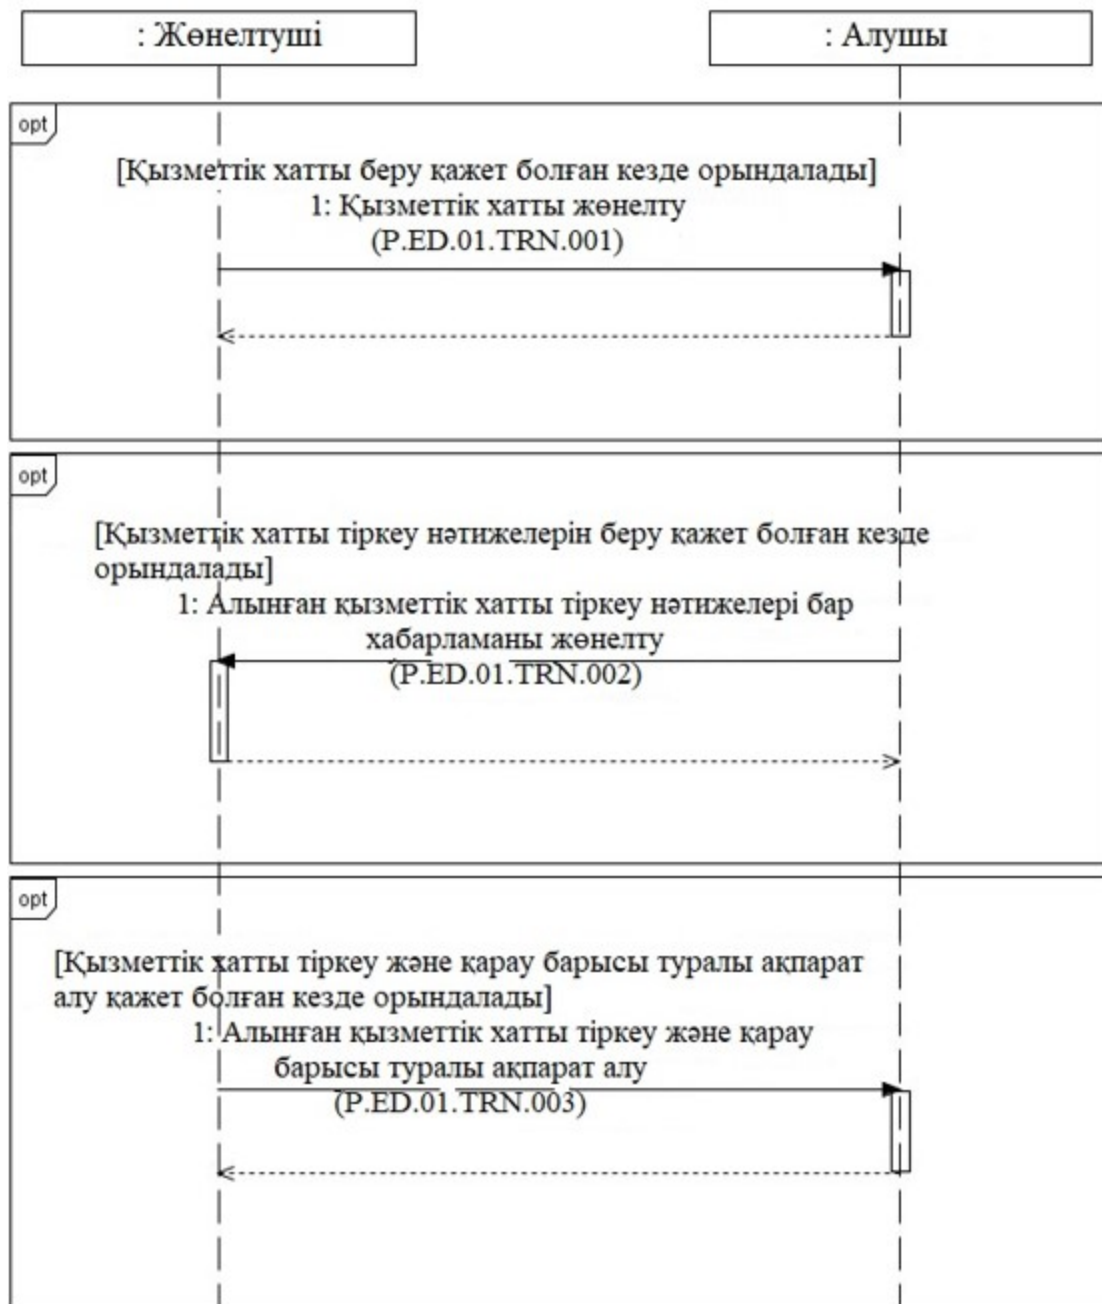 : Жөнелтуші
: Алушы
opt
[Қызметтік хатты беру қажет болған кезде орындалады]
1: Қызметтік хатты жөнелту
(P.ED.01.TRN.001)
opt
[Қызметтік хатты тіркеу нәтижелерін беру қажет болған кезде
орындалады]
1: Алынған қызметтік хатты тіркеу нәтижелері бар
хабарламаны жөнелту
(P.ED.01.TRN.002)
opt
[Қызметтік хатты тіркеу және қарау барысы туралы ақпарат
алу қажет болған кезде орындалады]
1: Алынған қызметтік хатты тіркеу және қарау
барысы туралы ақпарат алу
(P.ED.01.TRN.003)